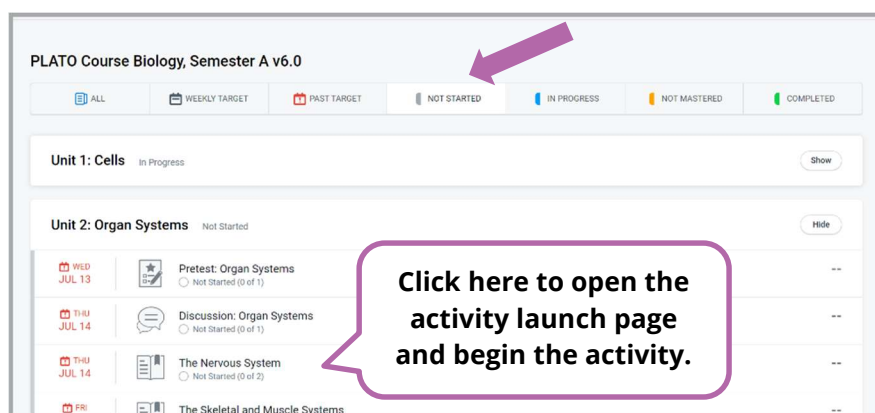 PLATO Course Biology, Semester A v6.0
ALL WEEKLY TARGET PAST TARGET NOT STARTED IN PROGRESS NOT MASTERED COMPLETED
Unit 1: Cells In Progress Show
Unit 2: Organ Systems Not Started Hide
WED
JUL 13
Pretest: Organ Systems
Not Started (0 of 1)
--
THU
JUL 14
Discussion: Organ Systems
Not Started (0 of 1)
--
THU
JUL 14
The Nervous System
Not Started (0 of 2)
--
Click here to open the
activity launch page
and begin the activity.
FRI
The Skeletal and Muscle Systems
--